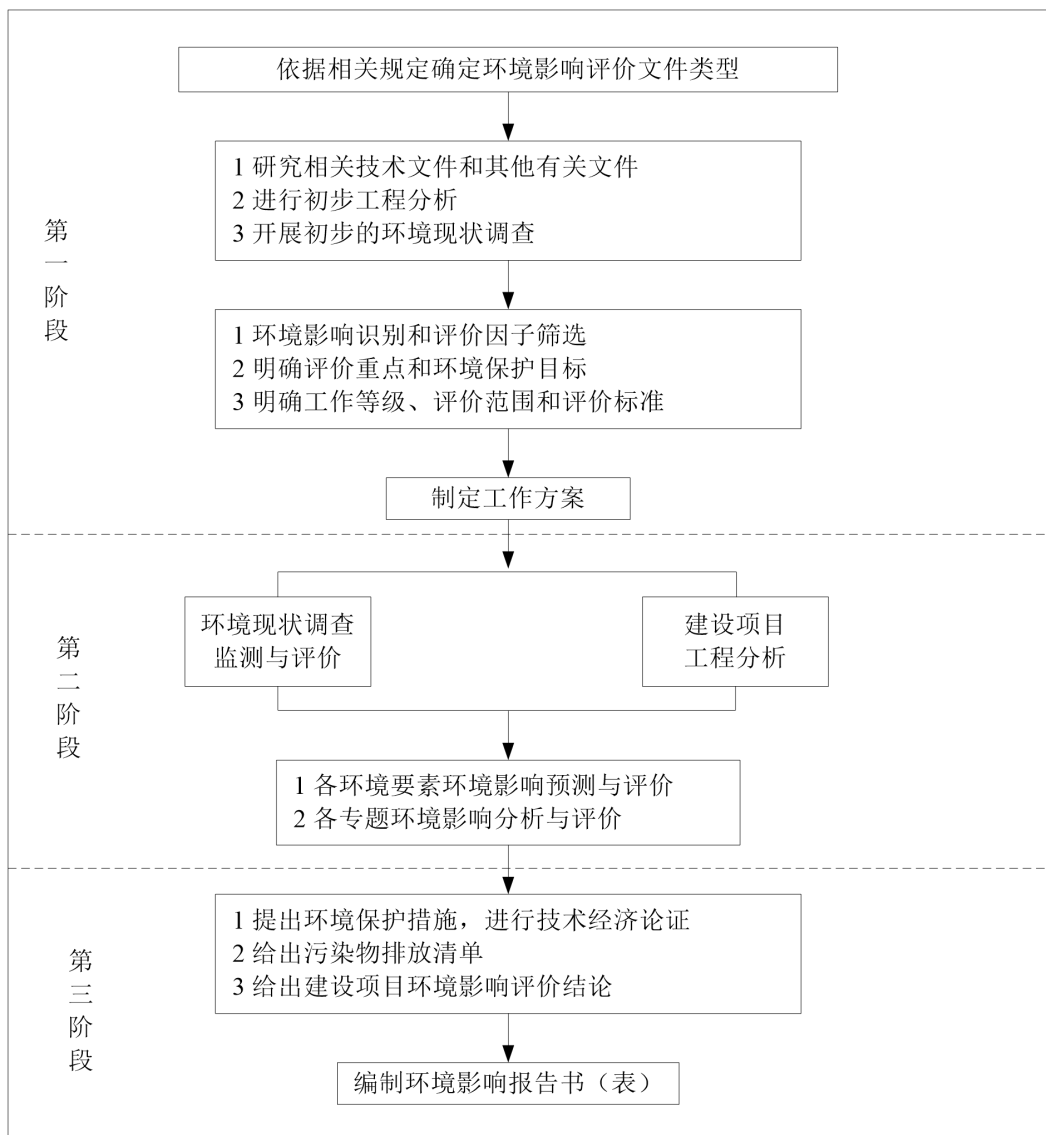 依据相关规定确定环境影响评价文件类型
1 研究相关技术文件和其他有关文件
2 进行初步工程分析
3 开展初步的环境现状调查
第一阶段
1 环境影响识别和评价因子筛选
2 明确评价重点和环境保护目标
3 明确工作等级、评价范围和评价标准
制定工作方案
环境现状调查
监测与评价
建设项目
工程分析
第二阶段
1 各环境要素环境影响预测与评价
2 各专题环境影响分析与评价
1 提出环境保护措施，进行技术经济论证
2 给出污染物排放清单
3 给出建设项目环境影响评价结论
第三阶段
编制环境影响报告书（表）